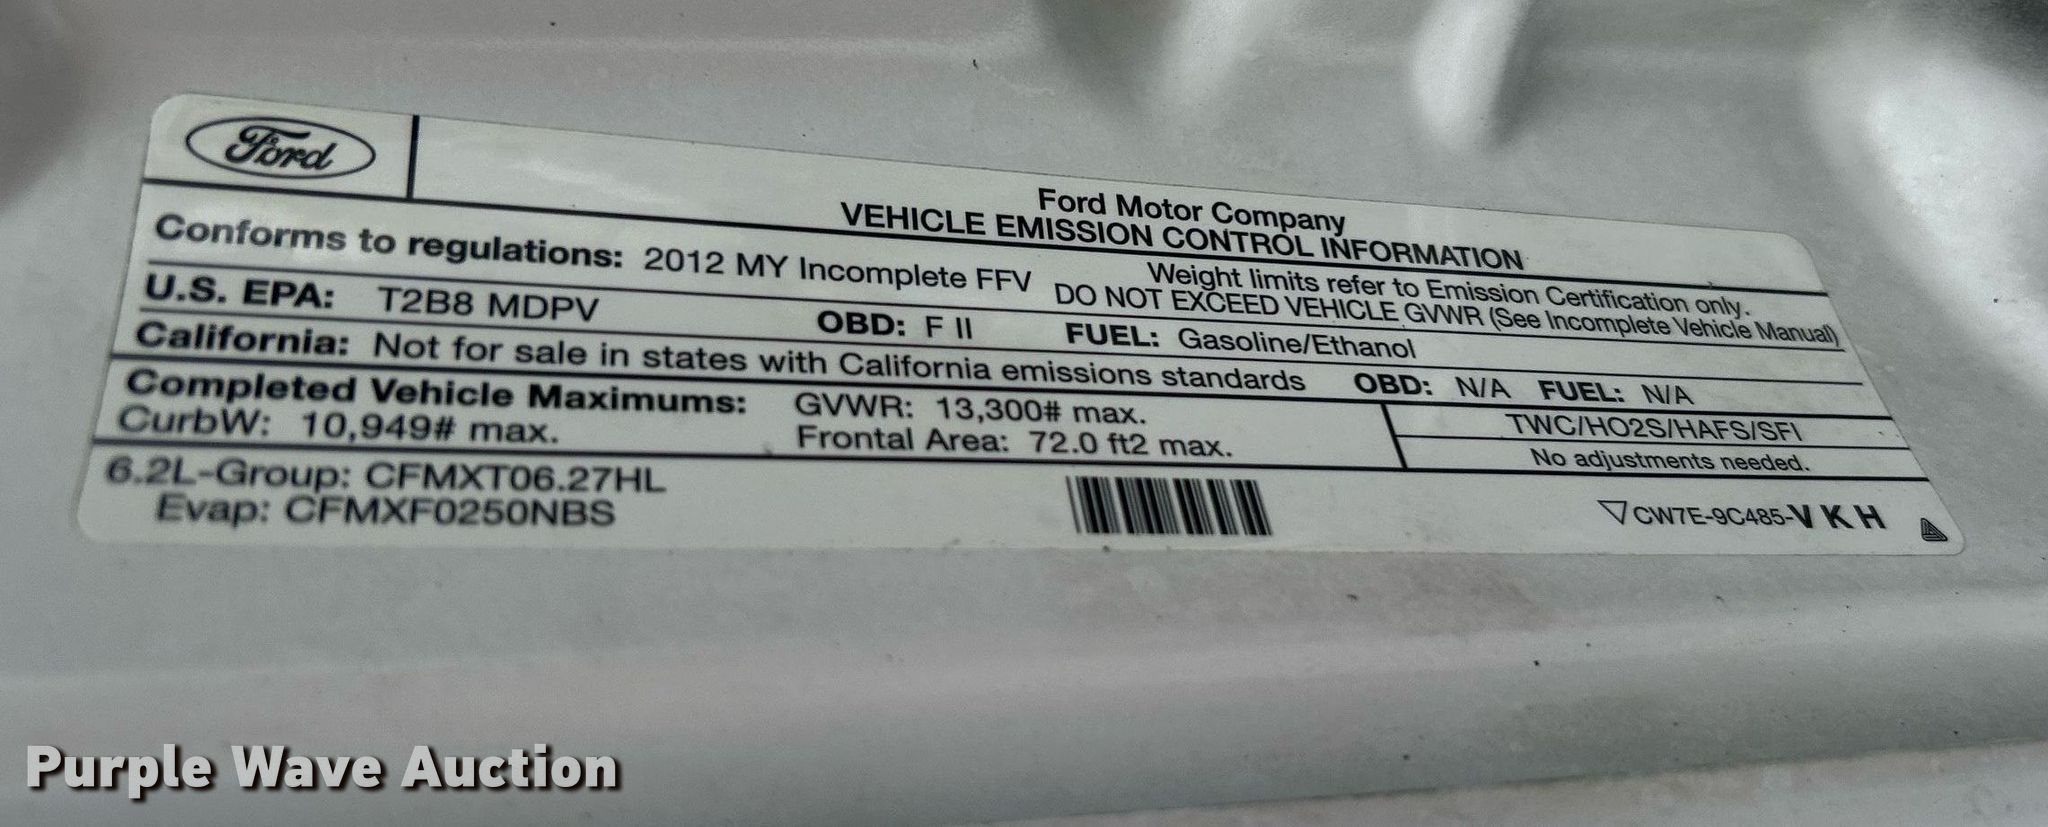 Ford
Ford Motor Company
VEHICLE EMISSION CONTROL INFORMATION
Conforms to regulations: 2012 MY Incomplete FFV
Weight limits refer to Emission Certification only.
DO NOT EXCEED VEHICLE GVWR (See Incomplete Vehicle Manual)
U.S. EPA: T2B8 MDPV OBD: F II FUEL: Gasoline/Ethanol
California: Not for sale in states with California emissions standards OBD: N/A FUEL: N/A
Completed Vehicle Maximums: GVWR: 13,300# max.
CurbW: 10,949# max. Frontal Area: 72.0 ft2 max.
TWC/HO2S/HAFS/SFI
No adjustments needed.
6.2L-Group: CFMXT06.27HL
Evap: CFMXF0250NBS
CW7E-9C485-VKH
Purple Wave Auction